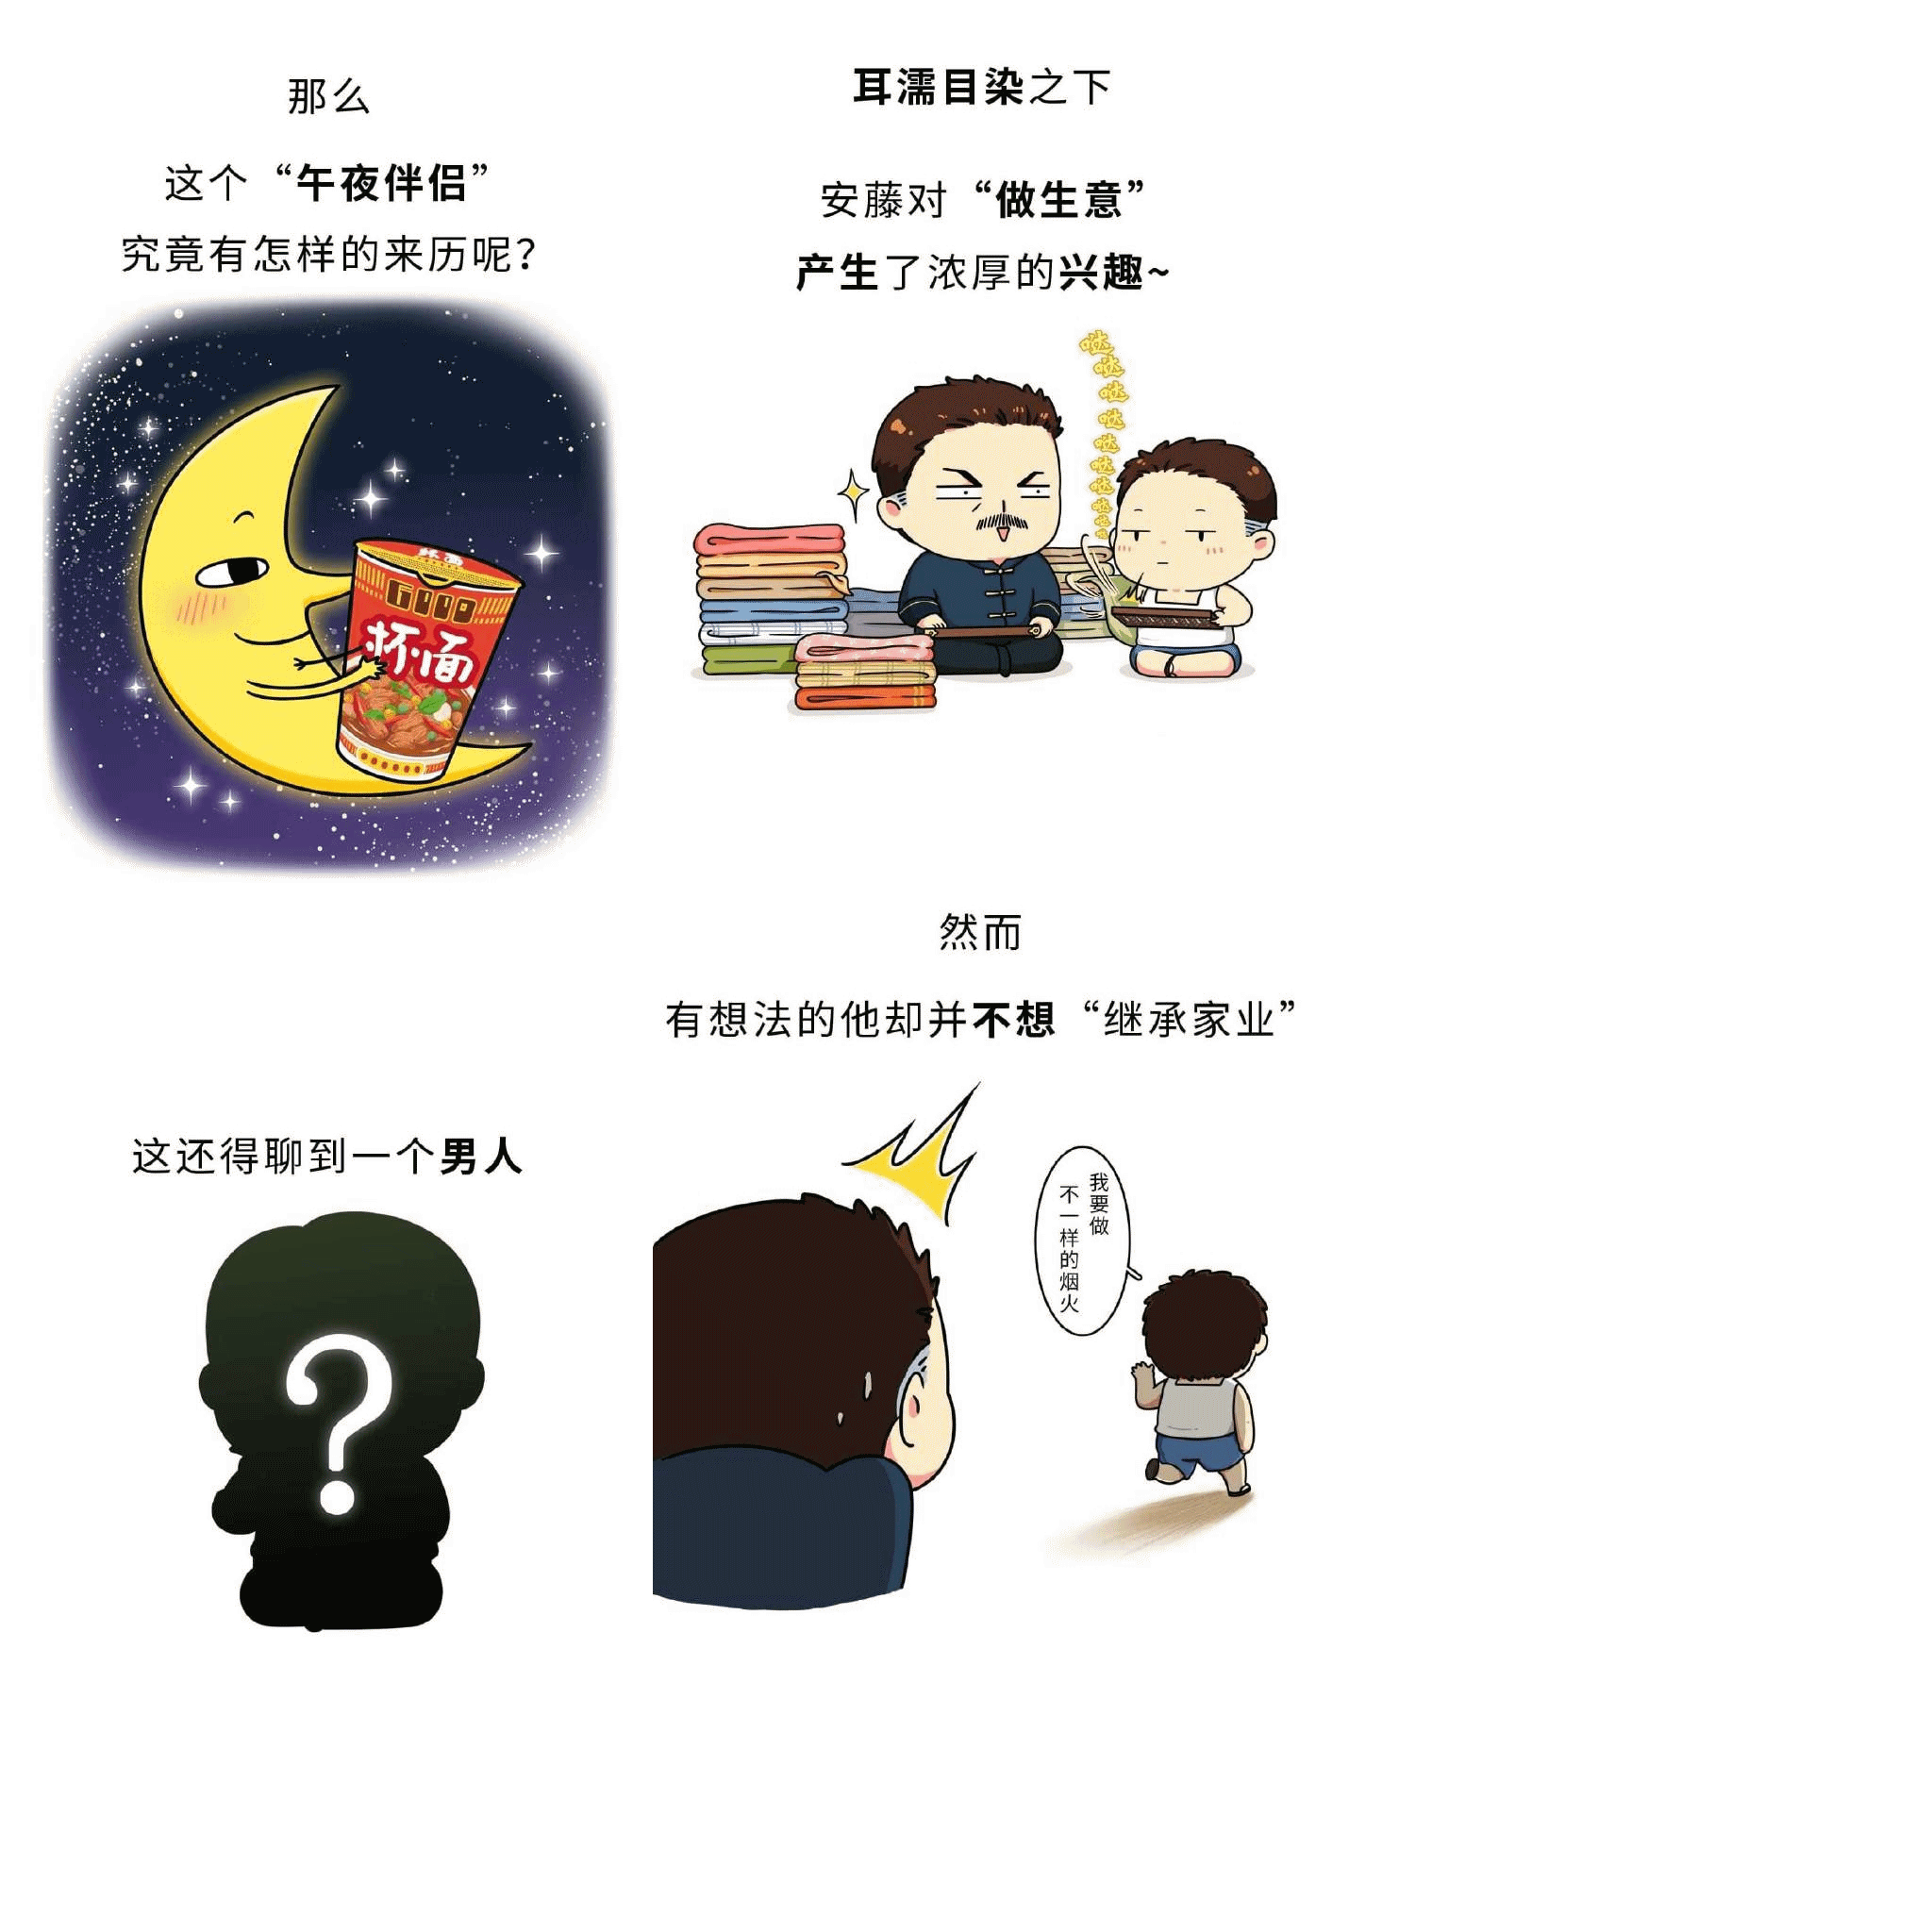 那么
这个“午夜伴侣”
究竟有怎样的来历呢？
GOOD
杯面
这还得聊到一个男人
?
耳濡目染之下
安藤对“做生意”
产生了浓厚的兴趣~
哒
哒
哒
哒
哒
哒
哒
哒
哒
哒
然而
有想法的他却并不想“继承家业”
我要做
不一样的烟火